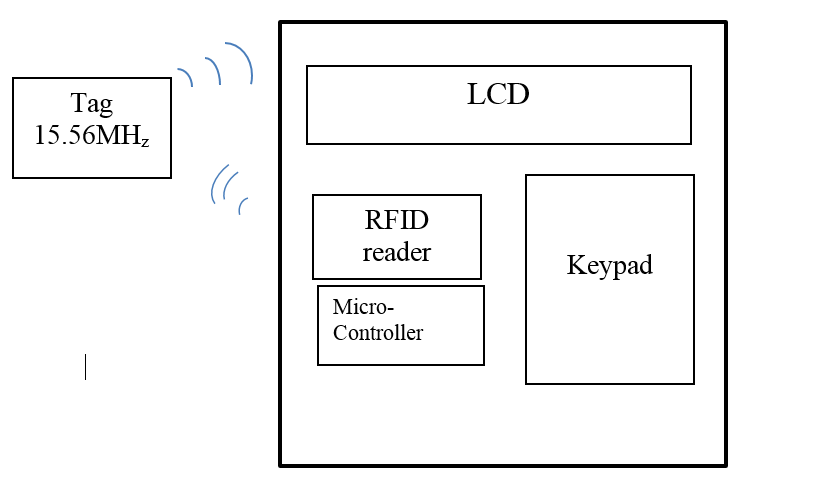 LCD
Tag
15.56MHz
RFID
reader
Keypad
Micro-
Controller